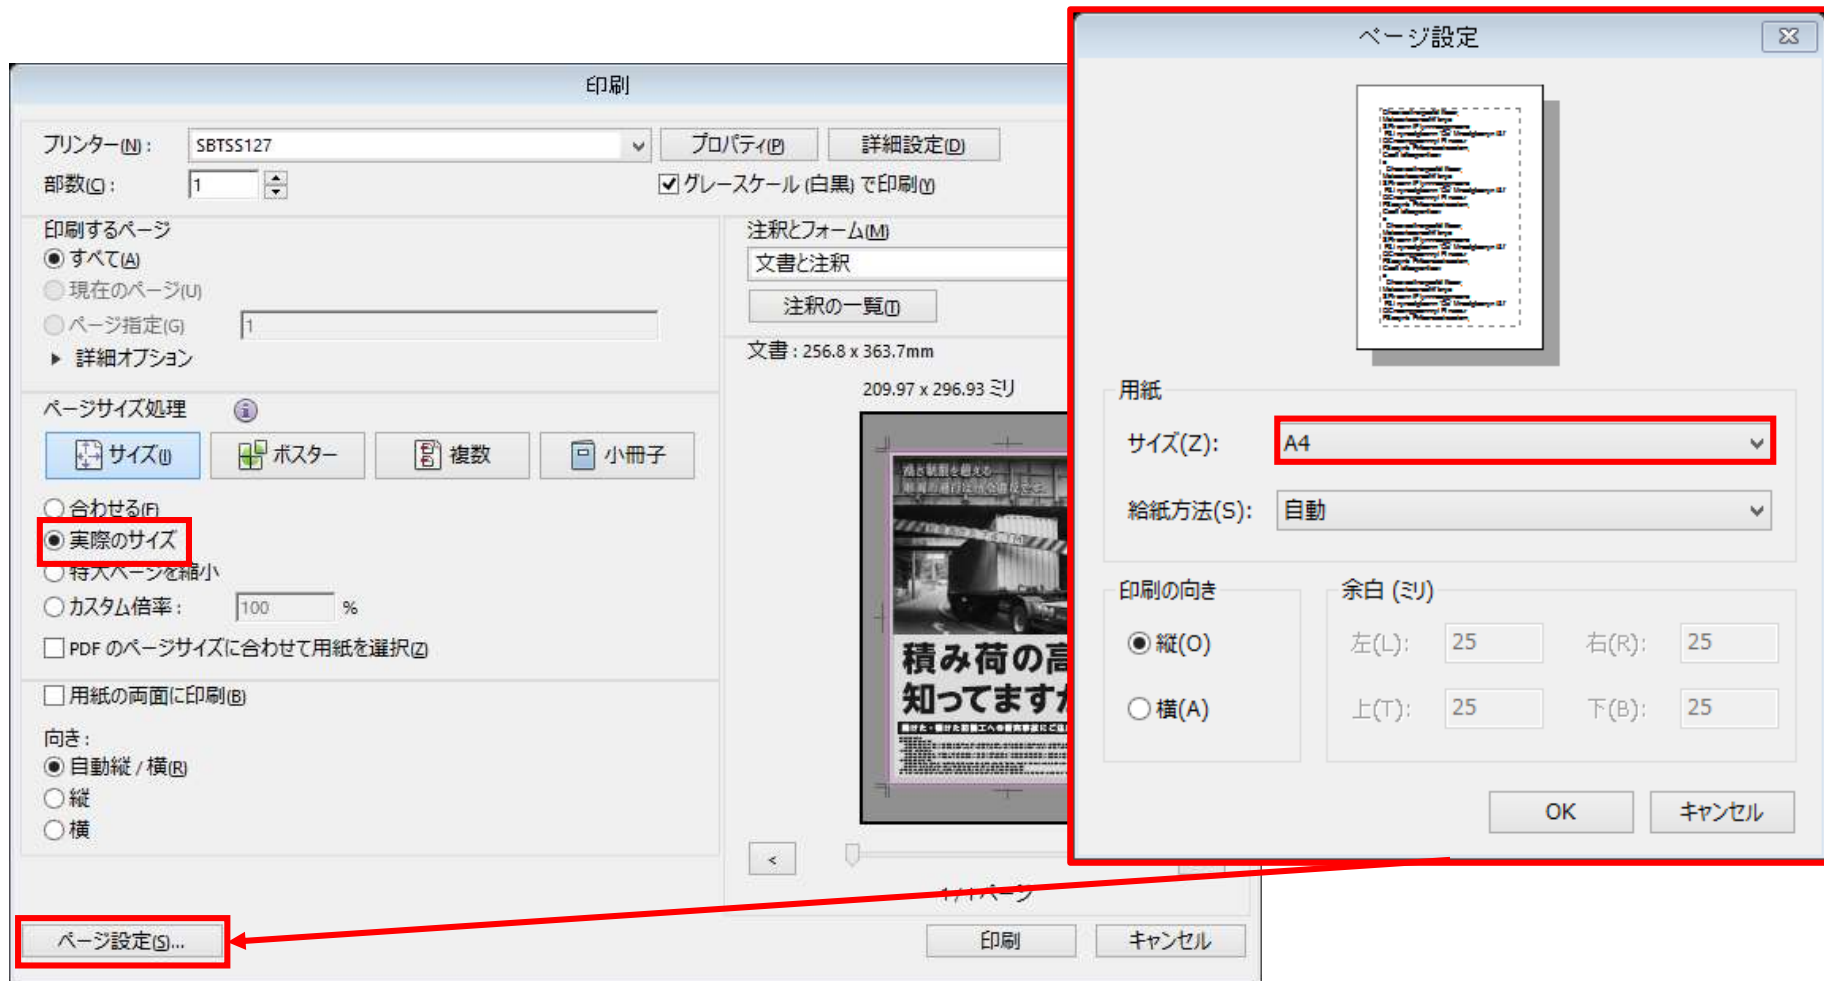 印刷
プリンター(N)： SBTSS127 プロパティ(P) 詳細設定(D)
部数(C)： 1 グレースケール (白黒) で印刷(Y)
印刷するページ
すべて(A)
現在のページ(U)
ページ指定(G) 1
詳細オプション
ページサイズ処理
サイズ(I) ポスター 複数 小冊子
合わせる(F)
実際のサイズ
特大ページを縮小
カスタム倍率： 100 %
PDF のページサイズに合わせて用紙を選択(Z)
用紙の両面に印刷(B)
向き：
自動縦 / 横(R)
縦
横
ページ設定(S)...
注釈とフォーム(M)
文書と注釈
注釈の一覧(T)
文書：256.8 x 363.7mm
209.97 x 296.93 ミリ
積み荷の高
知ってますか
<
1 / 1 ページ
印刷 キャンセル
ページ設定
用紙
サイズ(Z): A4
給紙方法(S): 自動
印刷の向き
縦(O)
横(A)
余白 (ミリ)
左(L): 25 右(R): 25
上(T): 25 下(B): 25
OK キャンセル